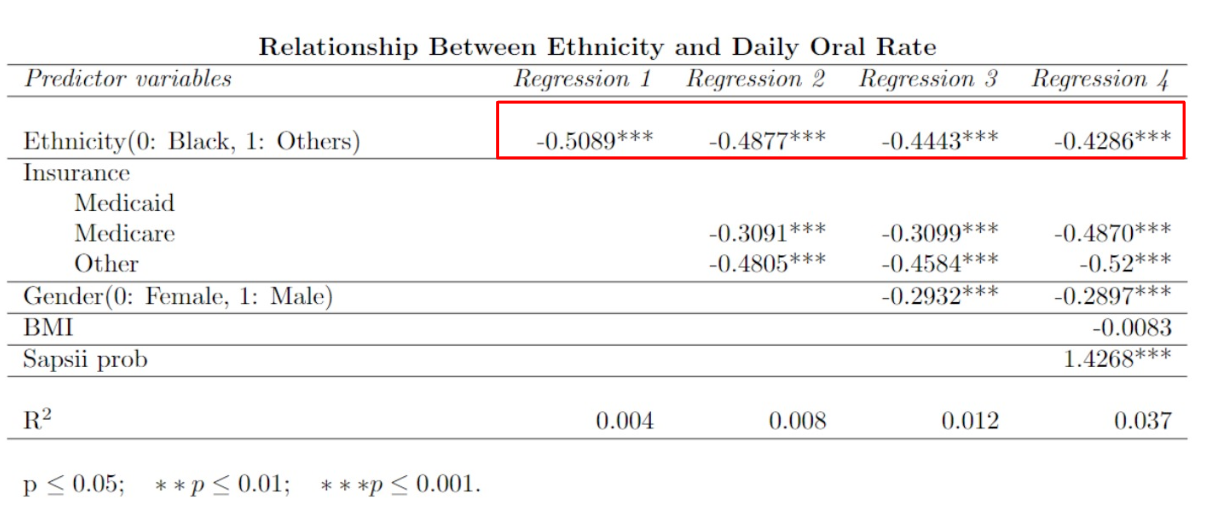 Relationship Between Ethnicity and Daily Oral Rate
Predictor variables Regression 1 Regression 2 Regression 3 Regression 4
Ethnicity(0: Black, 1: Others) -0.5089*** -0.4877*** -0.4443*** -0.4286***
Insurance
Medicaid
Medicare -0.3091*** -0.3099*** -0.4870***
Other -0.4805*** -0.4584*** -0.52***
Gender(0: Female, 1: Male) -0.2932*** -0.2897***
BMI -0.0083
Sapsii prob 1.4268***
R² 0.004 0.008 0.012 0.037
p ≤ 0.05; **p ≤ 0.01; ***p ≤ 0.001.